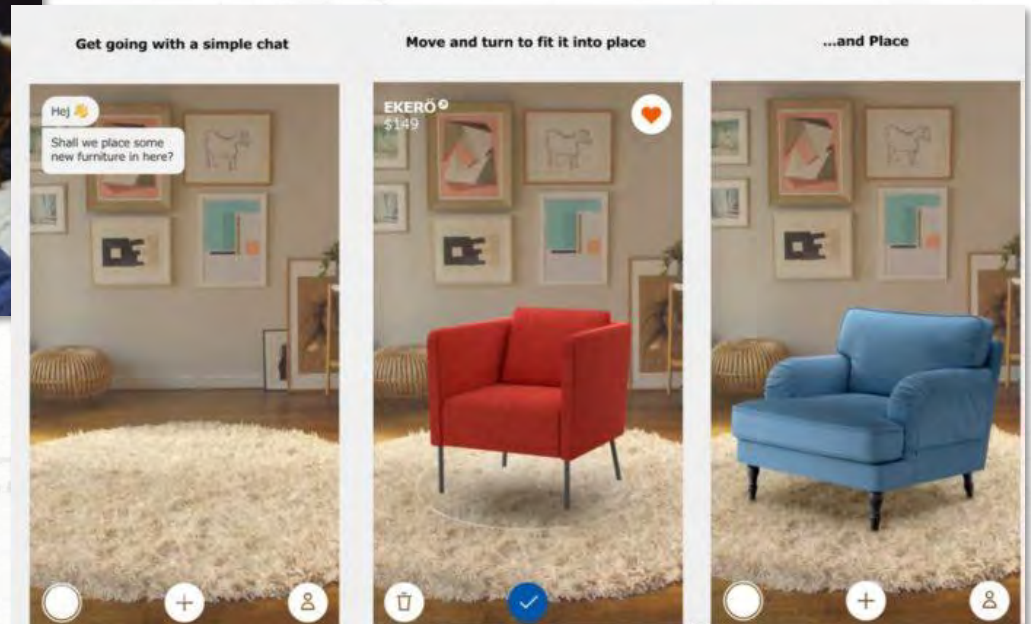 Get going with a simple chat
Move and turn to fit it into place
...and Place
Hej 👋
Shall we place some
new furniture in here?
EKERÖ
$149